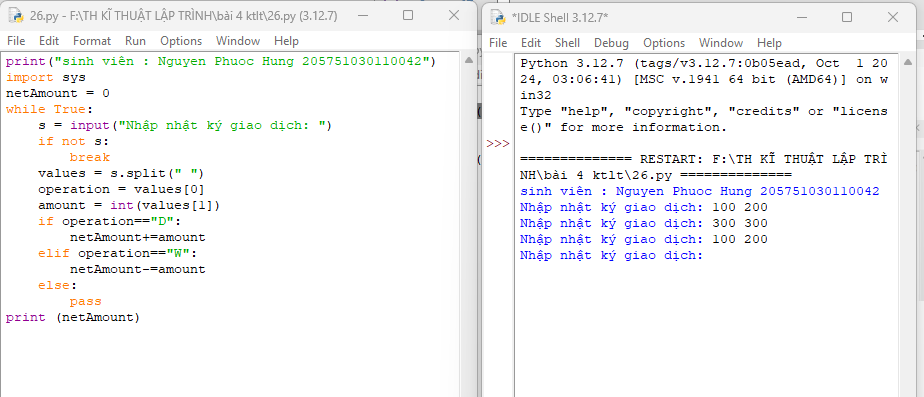 26.py - F:\TH KĨ THUẬT LẬP TRÌNH\bài 4 ktlt\26.py (3.12.7)
File Edit Format Run Options Window Help
print("sinh viên : Nguyen Phuoc Hung 205751030110042")
import sys
netAmount = 0
while True:
    s = input("Nhập nhật ký giao dịch: ")
    if not s:
        break
    values = s.split(" ")
    operation = values[0]
    amount = int(values[1])
    if operation=="D":
        netAmount+=amount
    elif operation=="W":
        netAmount-=amount
    else:
        pass
print (netAmount)
*IDLE Shell 3.12.7*
File Edit Shell Debug Options Window Help
Python 3.12.7 (tags/v3.12.7:0b05ead, Oct  1 20
24, 03:06:41) [MSC v.1941 64 bit (AMD64)] on w
in32
Type "help", "copyright", "credits" or "licens
e()" for more information.
>>>
============== RESTART: F:\TH KĨ THUẬT LẬP TRÌ
NH\bài 4 ktlt\26.py ==============
sinh viên : Nguyen Phuoc Hung 205751030110042
Nhập nhật ký giao dịch: 100 200
Nhập nhật ký giao dịch: 300 300
Nhập nhật ký giao dịch: 100 200
Nhập nhật ký giao dịch: